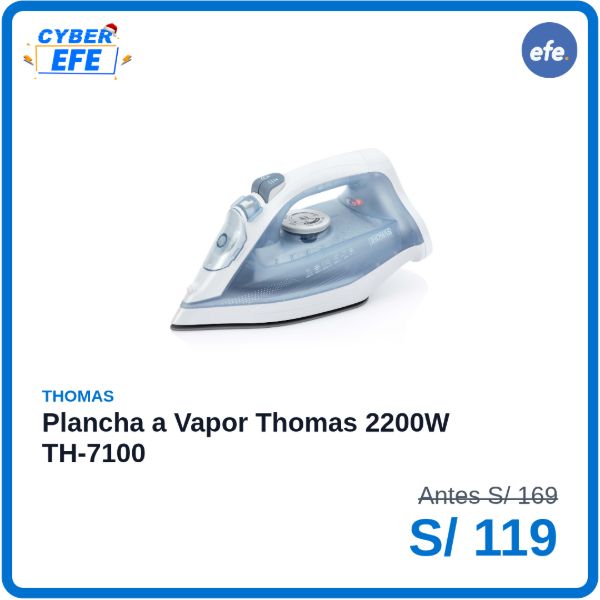 CYBER
EFE
efe.
THOMAS
Plancha a Vapor Thomas 2200W
TH-7100
Antes S/ 169
S/ 119